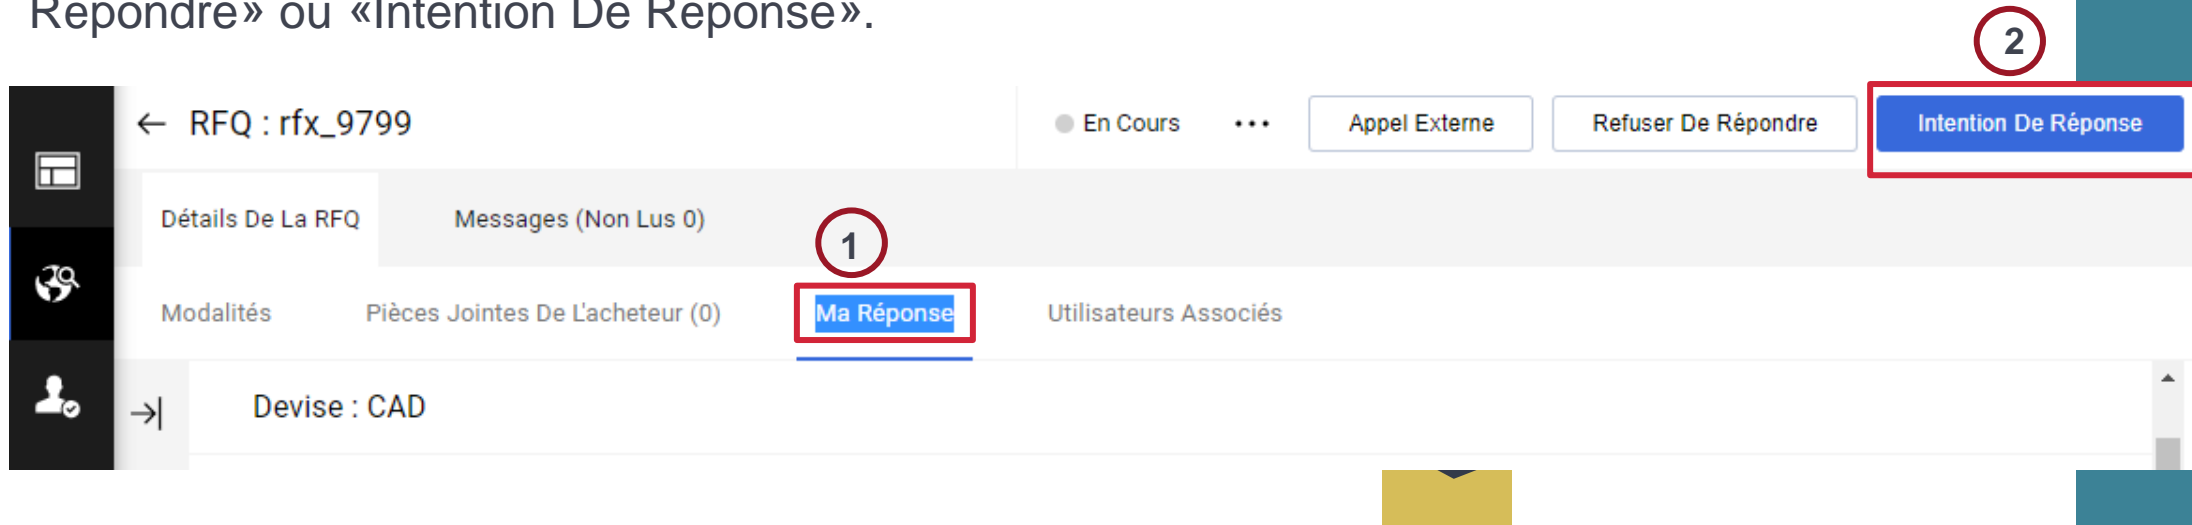 Répondre» ou «Intention De Réponse».
2
← RFQ : rfx_9799
En Cours ... Appel Externe Refuser De Répondre Intention De Réponse
Détails De La RFQ Messages (Non Lus 0)
1
Modalités Pièces Jointes De L'acheteur (0) Ma Réponse Utilisateurs Associés
Devise : CAD